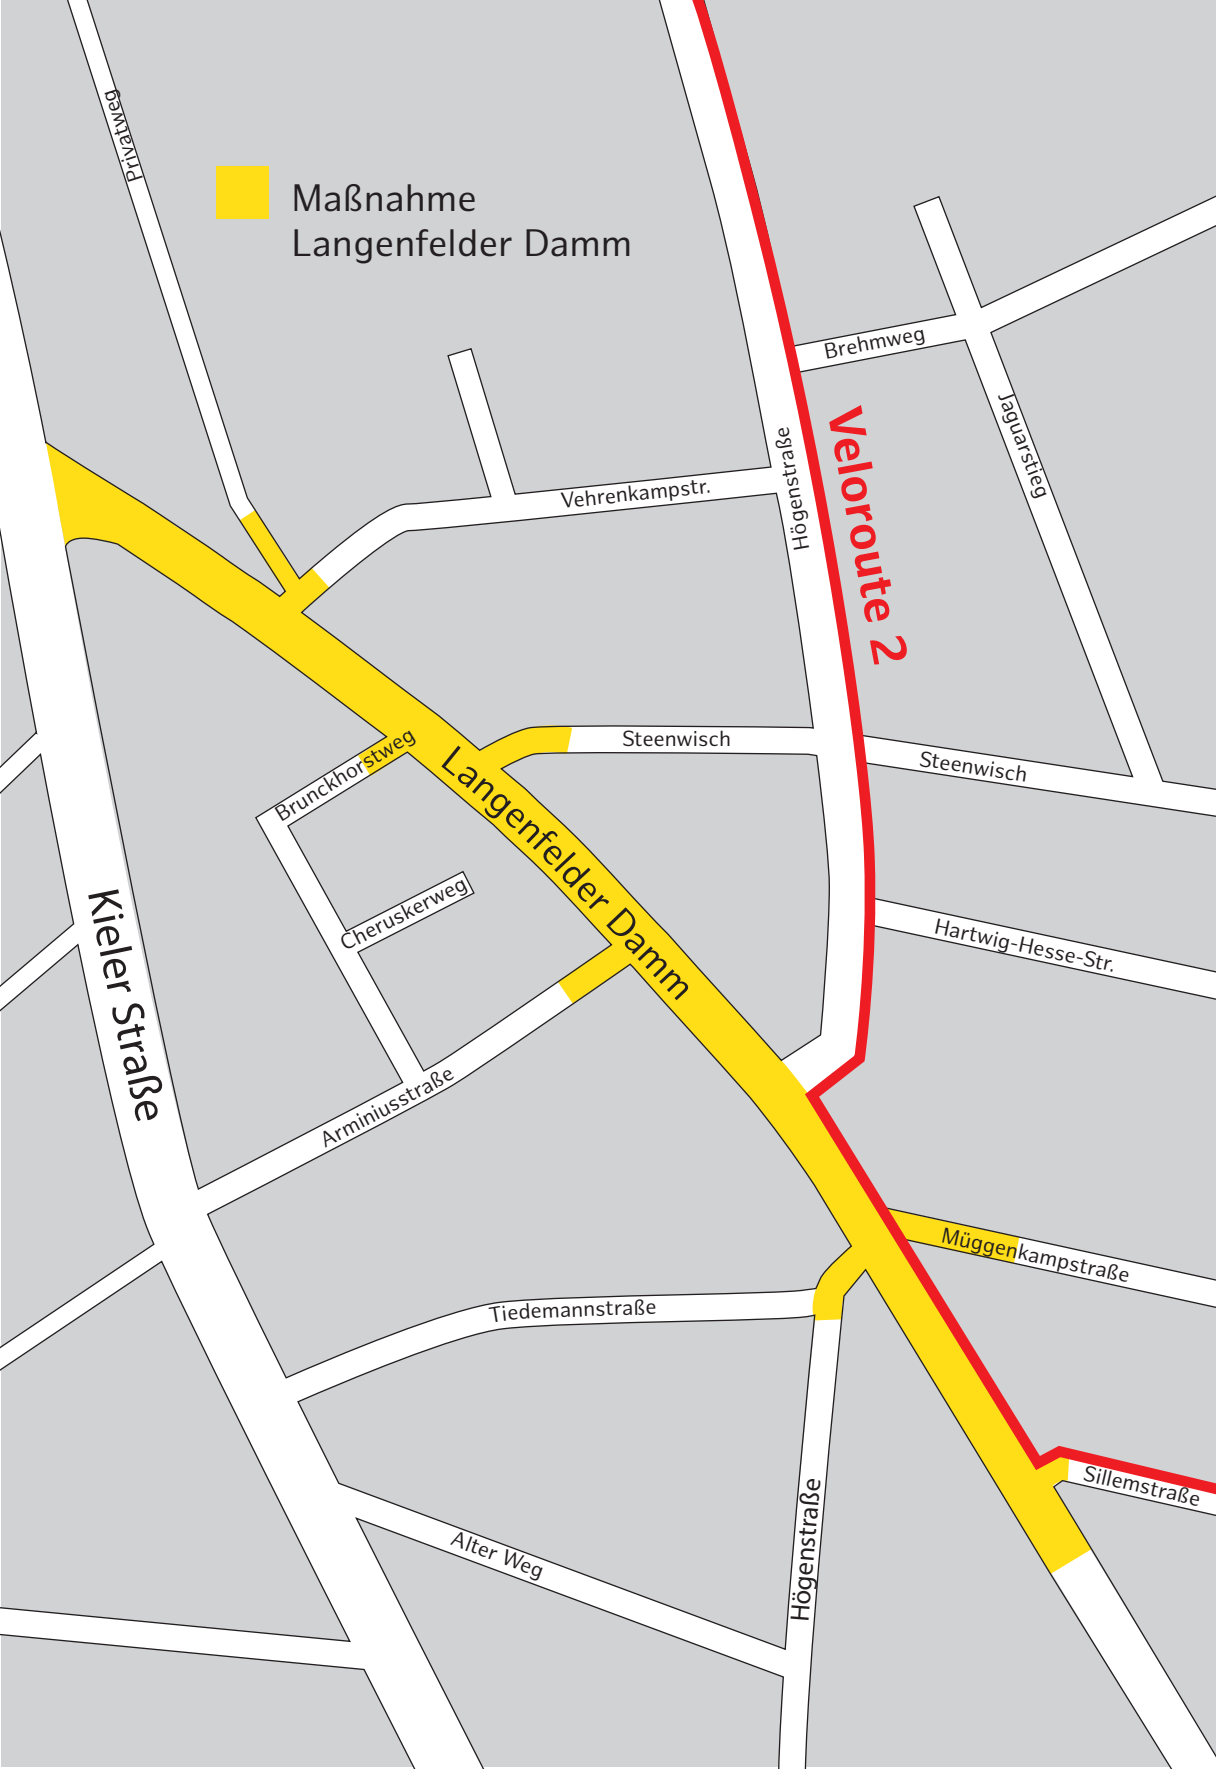 Privatweg
Maßnahme
Langenfelder Damm
Brehmweg
Jaguarstieg
Högenstraße
Veloroute 2
Vehrenkampstr.
Steenwisch
Steenwisch
Brunckhorstweg
Langenfelder Damm
Cheruskerweg
Kieler Straße
Hartwig-Hesse-Str.
Arminiusstraße
Müggenkampstraße
Tiedemannstraße
Sillemstraße
Högenstraße
Alter Weg